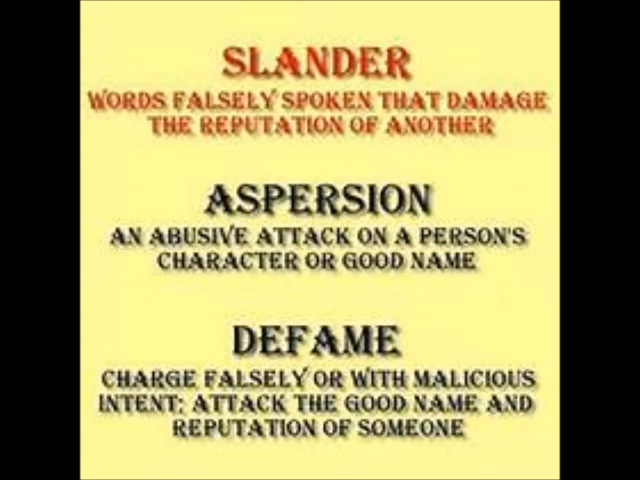 SLANDER
WORDS FALSELY SPOKEN THAT DAMAGE
THE REPUTATION OF ANOTHER
ASPERSION
AN ABUSIVE ATTACK ON A PERSON'S
CHARACTER OR GOOD NAME
DEFAME
CHARGE FALSELY OR WITH MALICIOUS
INTENT; ATTACK THE GOOD NAME AND
REPUTATION OF SOMEONE